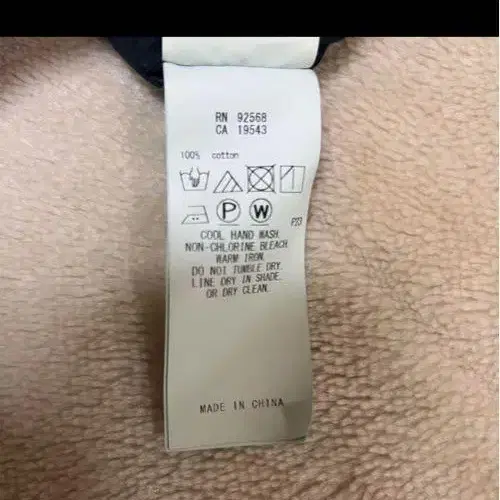 RN 92568
CA 19543
100% cotton
P W
F23
COOL HAND WASH.
NON-CHLORINE BLEACH.
WARM IRON.
DO NOT TUMBLE DRY.
LINE DRY IN SHADE.
OR DRY CLEAN.
MADE IN CHINA